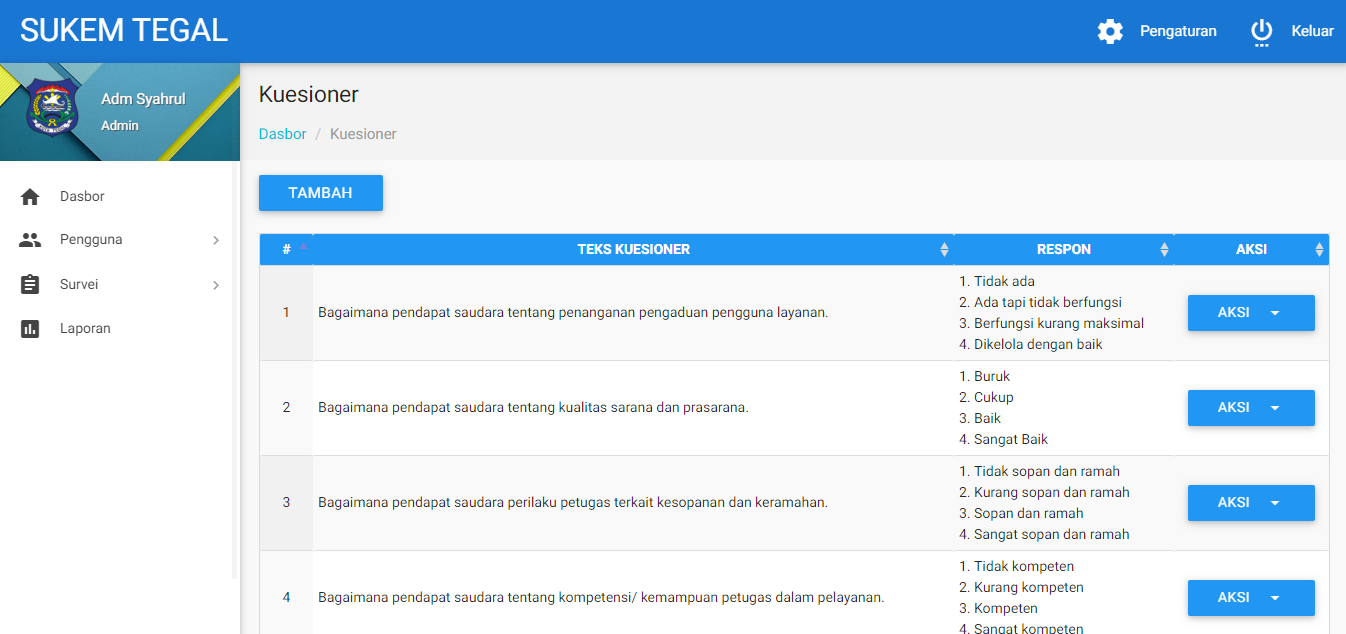 SUKEM TEGAL
Pengaturan
Keluar
Adm Syahrul
Admin
Dasbor
Pengguna
Survei
Laporan
Kuesioner
Dasbor / Kuesioner
TAMBAH
# TEKS KUESIONER RESPON AKSI
1 Bagaimana pendapat saudara tentang penanganan pengaduan pengguna layanan.
1. Tidak ada
2. Ada tapi tidak berfungsi
3. Berfungsi kurang maksimal
4. Dikelola dengan baik
AKSI
2 Bagaimana pendapat saudara tentang kualitas sarana dan prasarana.
1. Buruk
2. Cukup
3. Baik
4. Sangat Baik
AKSI
3 Bagaimana pendapat saudara perilaku petugas terkait kesopanan dan keramahan.
1. Tidak sopan dan ramah
2. Kurang sopan dan ramah
3. Sopan dan ramah
4. Sangat sopan dan ramah
AKSI
4 Bagaimana pendapat saudara tentang kompetensi/ kemampuan petugas dalam pelayanan.
1. Tidak kompeten
2. Kurang kompeten
3. Kompeten
4. Sangat kompeten
AKSI